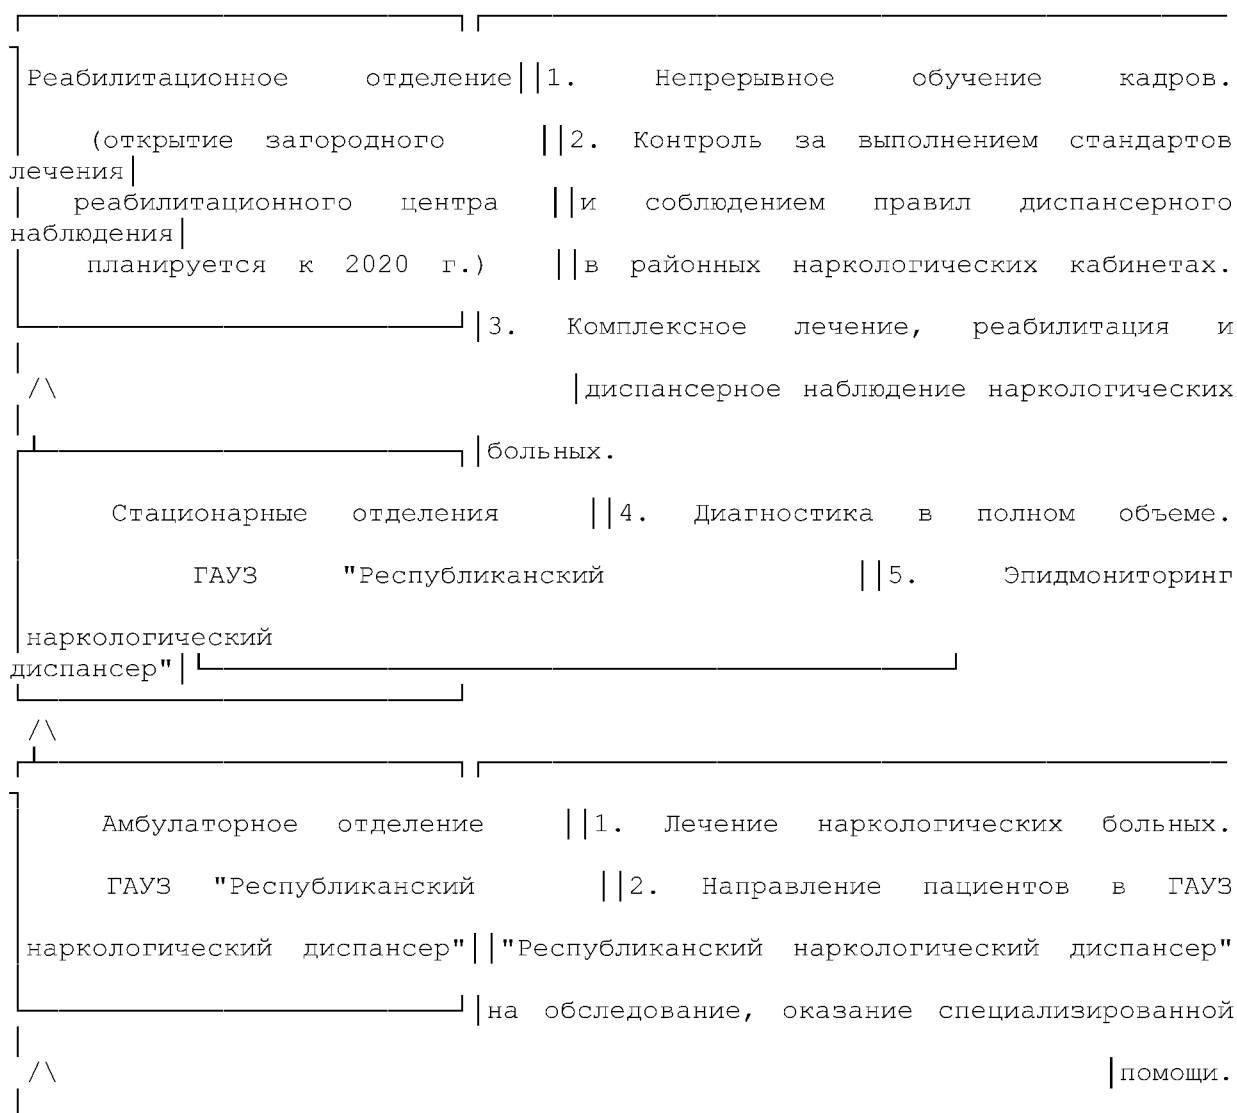 Реабилитационное отделение││1. Непрерывное обучение кадров.
(открытие загородного ││2. Контроль за выполнением стандартов
лечения│
│ реабилитационного центра ││и соблюдением правил диспансерного
наблюдения│
планируется к 2020 г.) ││в районных наркологических кабинетах.
3. Комплексное лечение, реабилитация и
/\ │диспансерное наблюдение наркологических
больных.
Стационарные отделения ││4. Диагностика в полном объеме.
ГАУЗ "Республиканский ││5. Эпидмониторинг
наркологический
диспансер"│
/\
Амбулаторное отделение ││1. Лечение наркологических больных.
ГАУЗ "Республиканский ││2. Направление пациентов в ГАУЗ
наркологический диспансер"││"Республиканский наркологический диспансер"
на обследование, оказание специализированной
/\ │помощи.